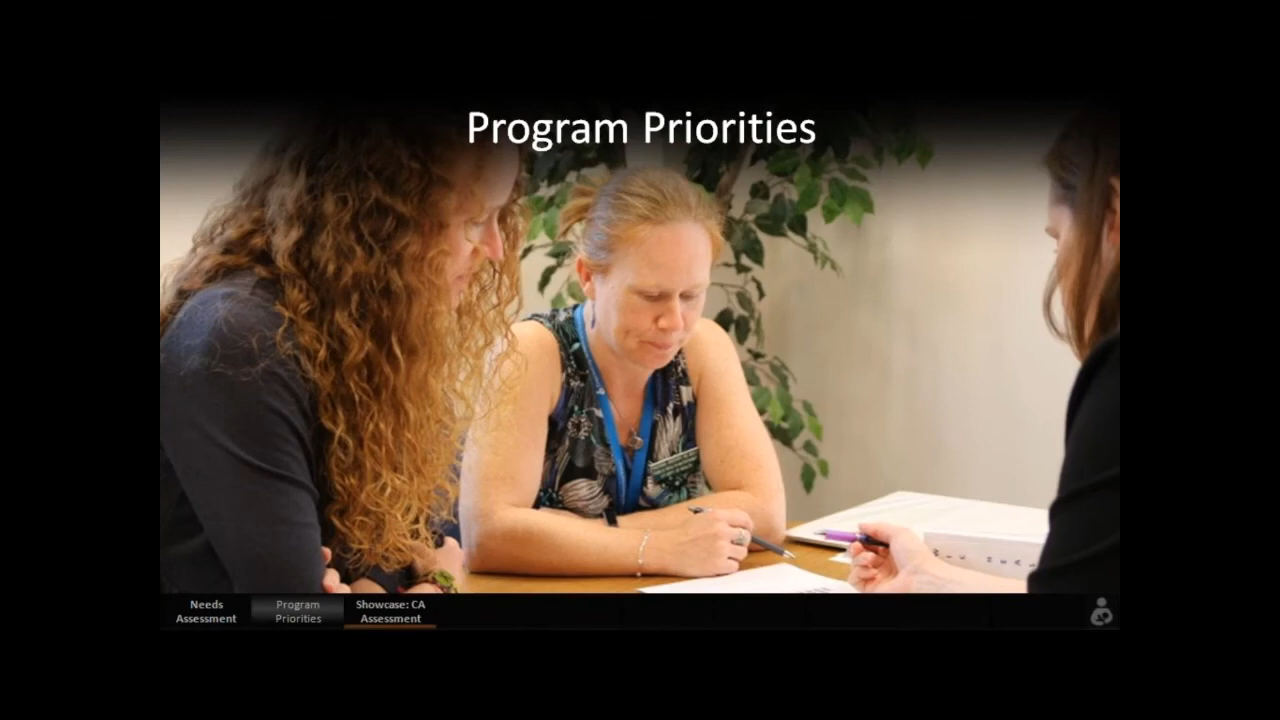 Program Priorities
Needs
Assessment
Program
Priorities
Showcase: CA
Assessment